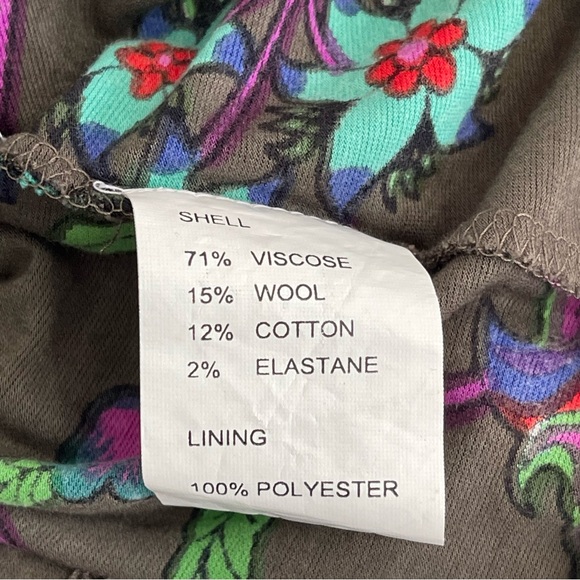 SHELL
71% VISCOSE
15% WOOL
12% COTTON
2% ELASTANE
LINING
100% POLYESTER